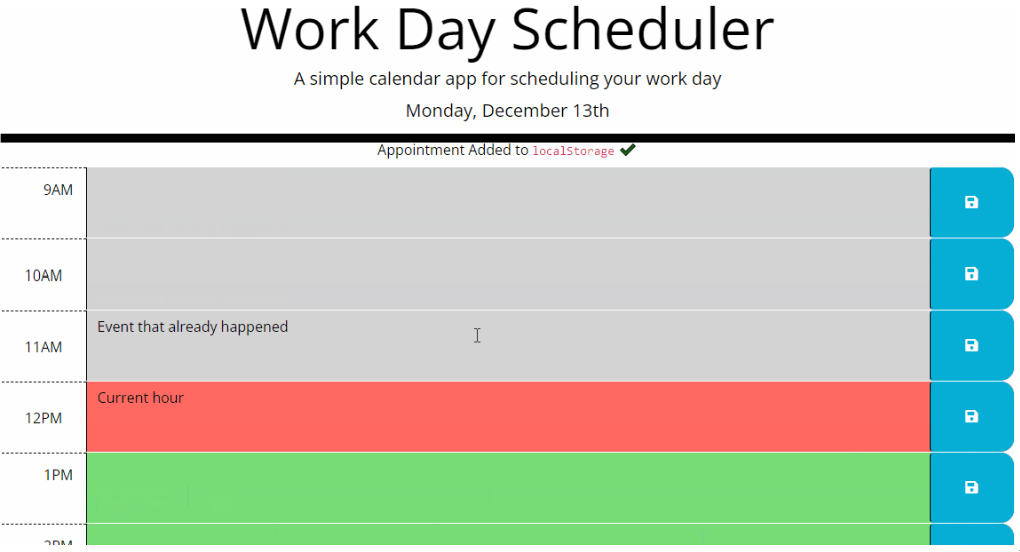 Work Day Scheduler
A simple calendar app for scheduling your work day
Monday, December 13th
Appointment Added to localStorage ✔
9AM
10AM
Event that already happened
11AM
Current hour
12PM
1PM
2PM